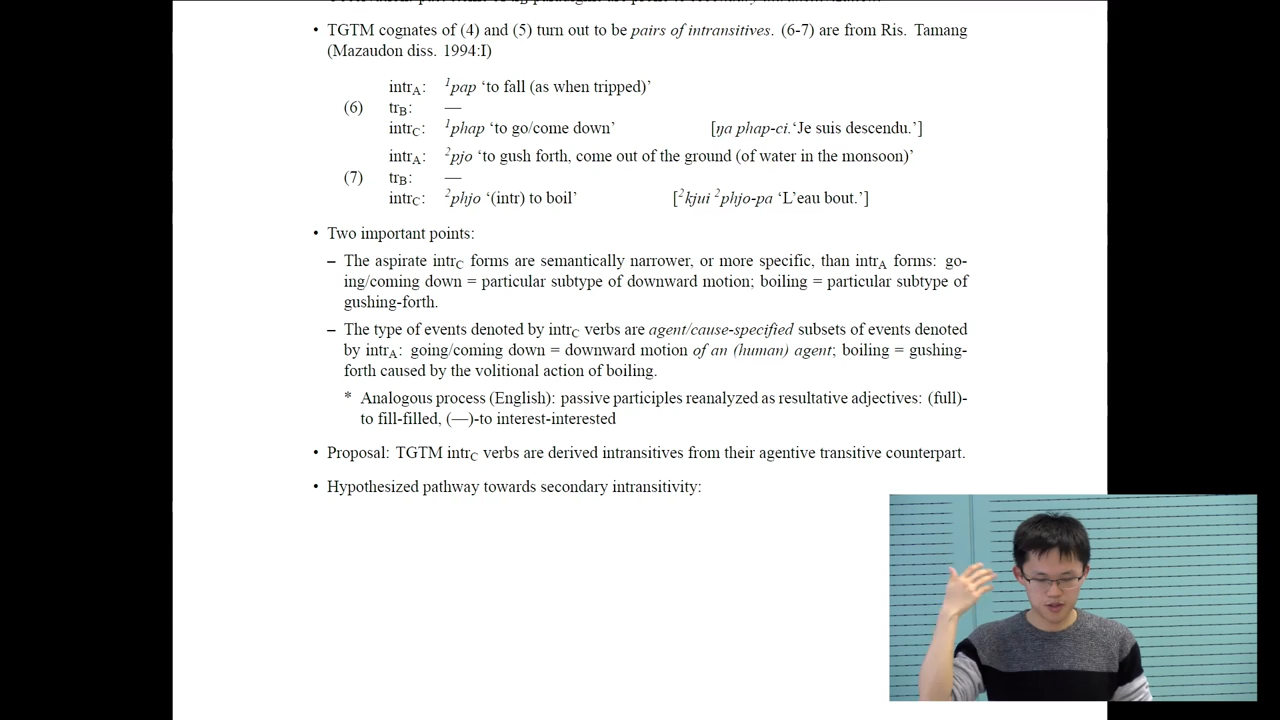 • TGTM cognates of (4) and (5) turn out to be pairs of intransitives. (6-7) are from Ris. Tamang
(Mazaudon diss. 1994:I)
intrA: 1pap ‘to fall (as when tripped)’
(6) trB: —
intrC: 1phap ‘to go/come down’ [ŋa phap-ci.‘Je suis descendu.’]
intrA: 2pjo ‘to gush forth, come out of the ground (of water in the monsoon)’
(7) trB: —
intrC: 2phjo ‘(intr) to boil’ [2kjui 2phjo-pa ‘L’eau bout.’]
• Two important points:
– The aspirate intrC forms are semantically narrower, or more specific, than intrA forms: go-
ing/coming down = particular subtype of downward motion; boiling = particular subtype of
gushing-forth.
– The type of events denoted by intrC verbs are agent/cause-specified subsets of events denoted
by intrA: going/coming down = downward motion of an (human) agent; boiling = gushing-
forth caused by the volitional action of boiling.
* Analogous process (English): passive participles reanalyzed as resultative adjectives: (full)-
to fill-filled, (—)-to interest-interested
• Proposal: TGTM intrC verbs are derived intransitives from their agentive transitive counterpart.
• Hypothesized pathway towards secondary intransitivity: